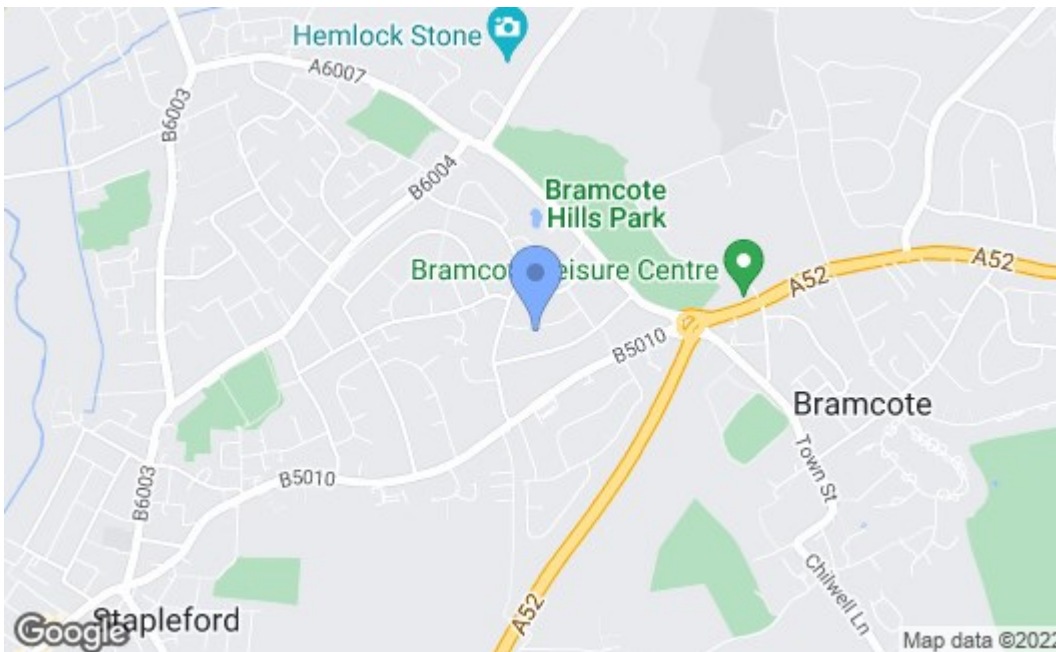 Hemlock Stone
A6007
B6003
B6004
Bramcote
Hills Park
Bramcote Leisure Centre
A52
A52
B5010
Bramcote
Town St
B5010
B6003
Chilwell Ln
A52
Stapleford
Google
Map data ©2022